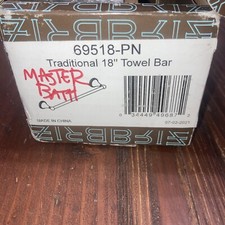 69518-PN
Traditional 18" Towel Bar
MASTER
BATH
MADE IN CHINA